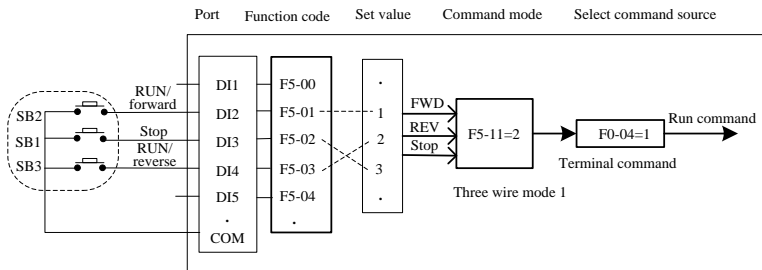 Port Function code Set value Command mode Select command source
RUN/
forward
SB2
SB1
Stop
RUN/
reverse
SB3
DI1
DI2
DI3
DI4
DI5
.
COM
F5-00
F5-01
F5-02
F5-03
F5-04
.
.
1
2
3
.
FWD
REV
Stop
F5-11=2
Three wire mode 1
F0-04=1
Terminal command
Run command